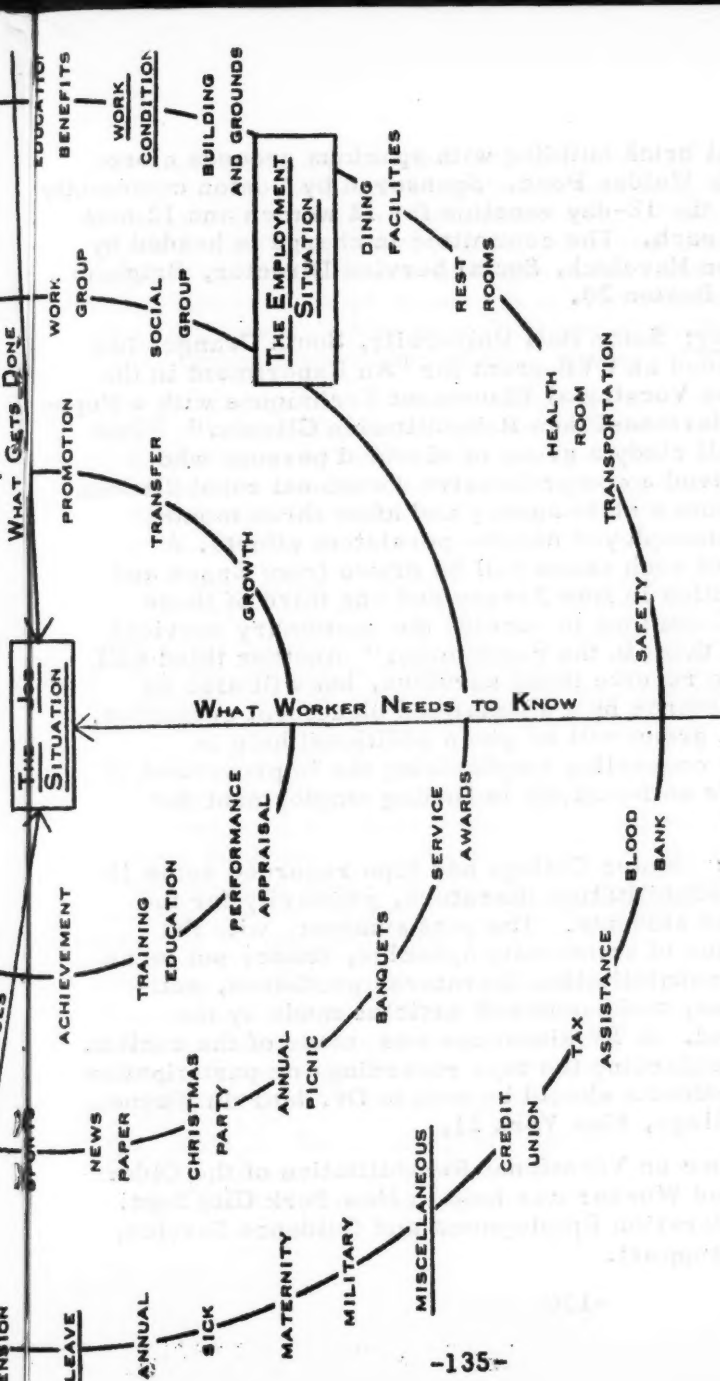 WHAT GETS DONE
THE JOB
SITUATION
LEAVE
ANNUAL
SICK
MATERNITY
MILITARY
MISCELLANEOUS
CREDIT
UNION
TAX
ASSISTANCE
BLOOD
BANK
SAFETY
TRANSPORTATION
HEALTH
ROOM
REST
ROOMS
DINING
FACILITIES
SPORTS
NEWS
PAPER
CHRISTMAS
PARTY
ANNUAL
PICNIC
BANQUETS
SERVICE
AWARDS
ACHIEVEMENT
TRAINING
EDUCATION
PERFORMANCE
APPRAISAL
GROWTH
TRANSFER
PROMOTION
WHAT WORKER NEEDS TO KNOW
WORK
GROUP
SOCIAL
GROUP
THE EMPLOYMENT
SITUATION
EDUCATION
BENEFITS
WORK
CONDITION
BUILDING
AND GROUNDS
-135-